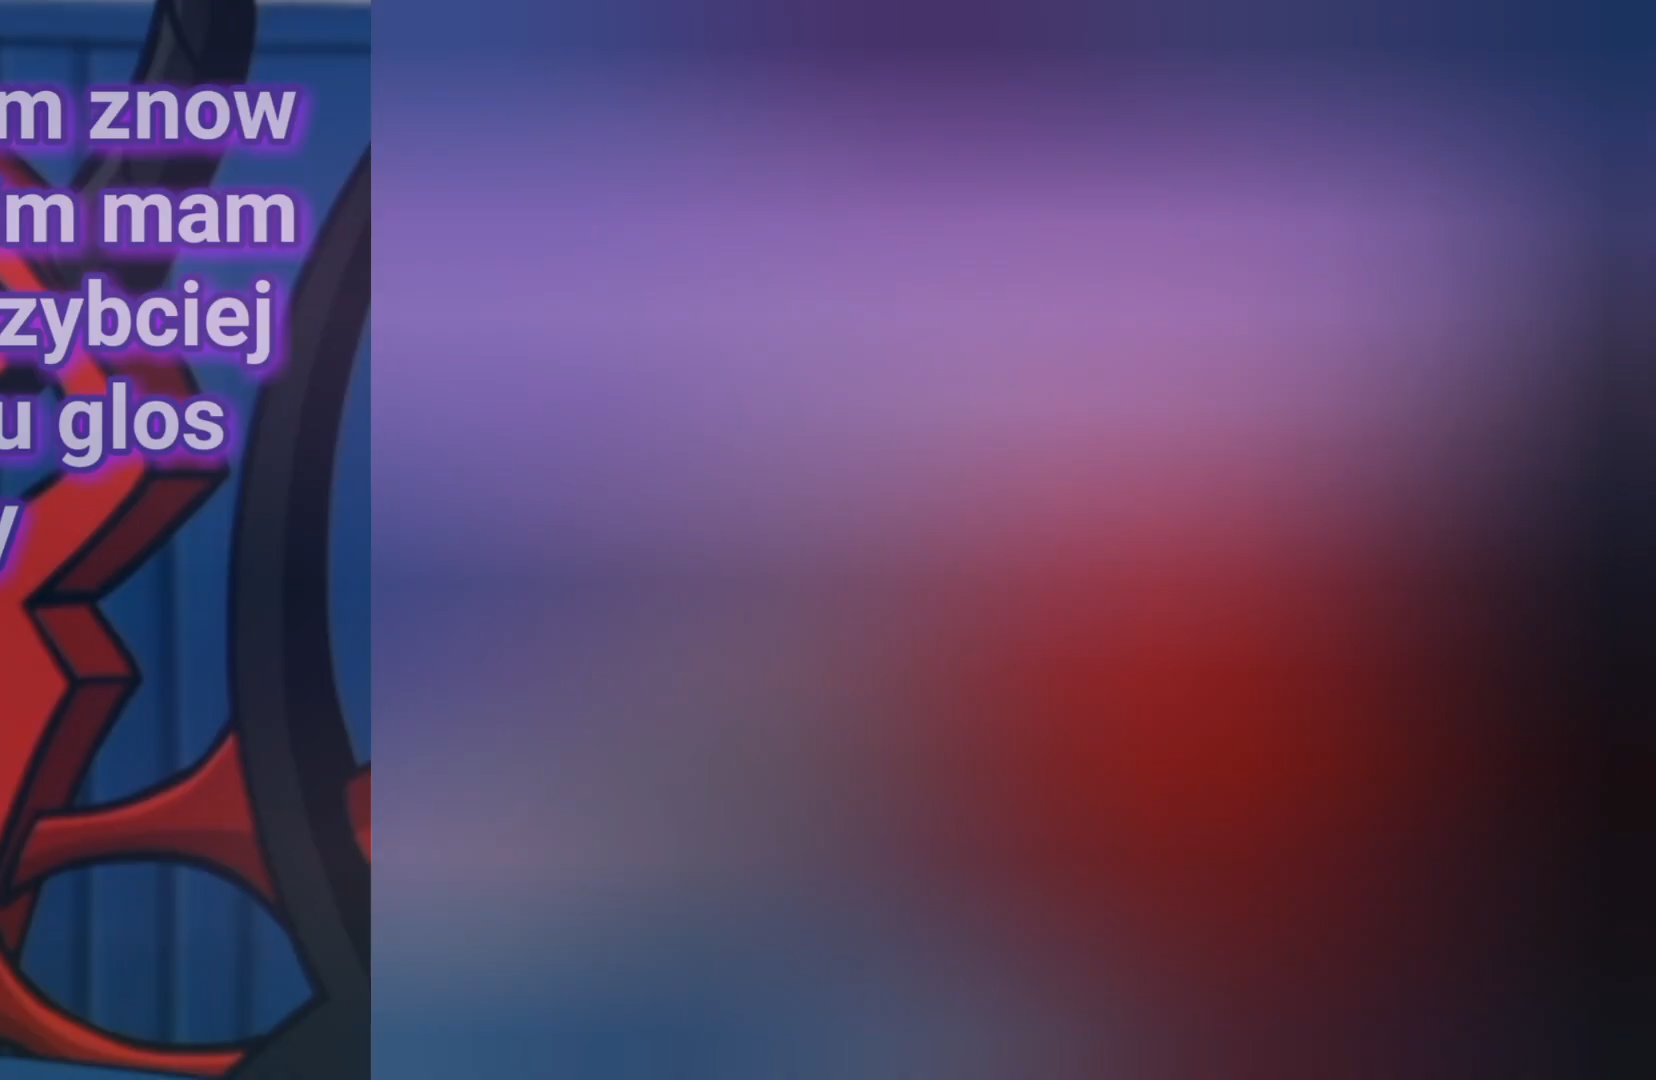 m znow
m mam
zybciej
u glos
y